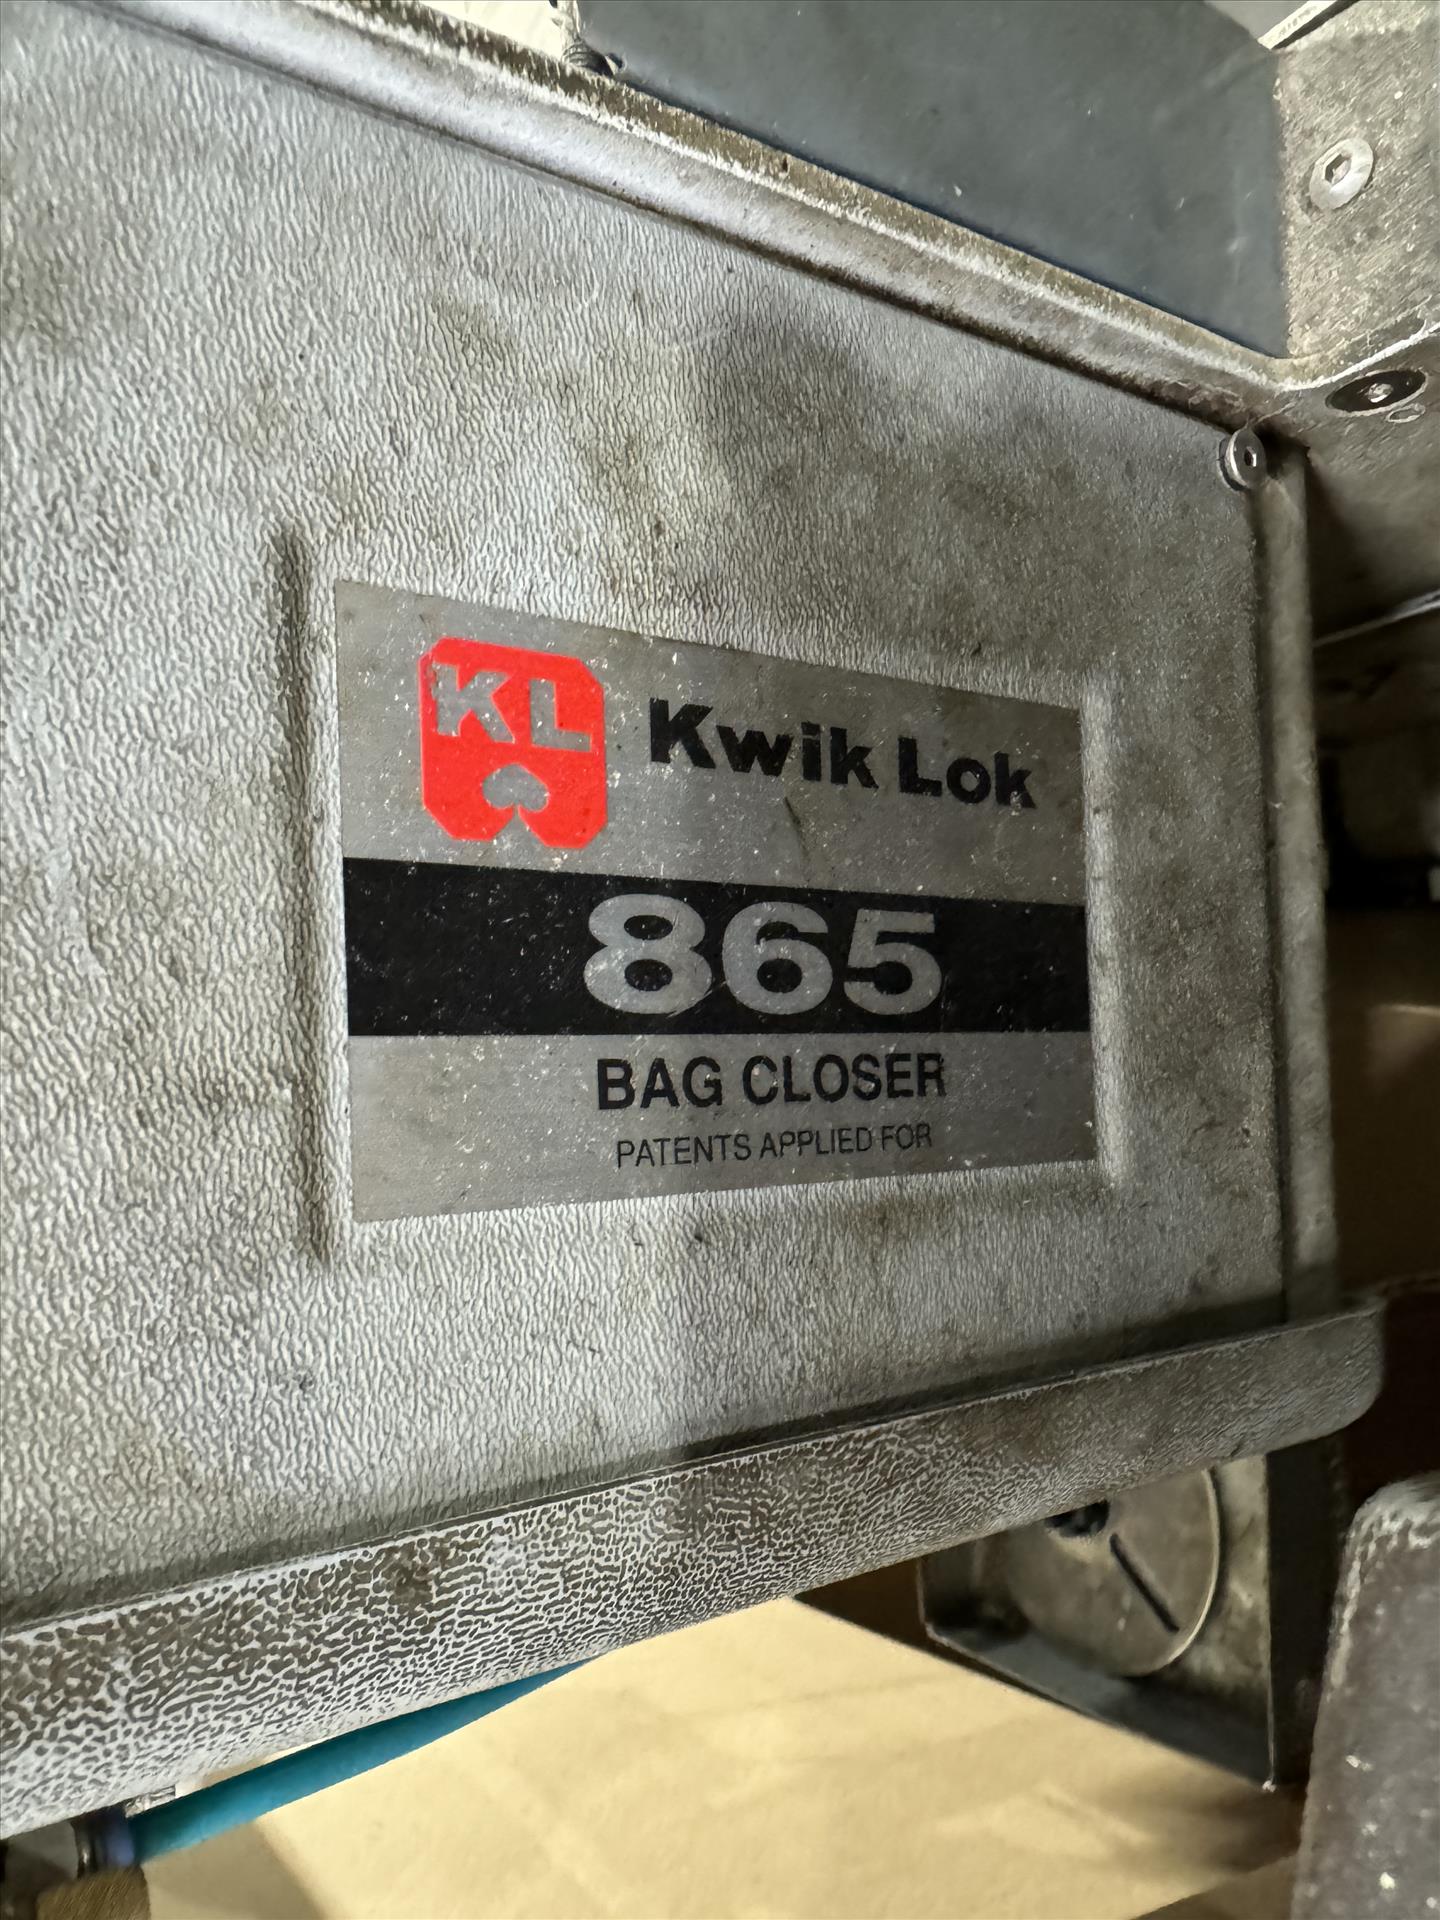 KL
Kwik Lok
865
BAG CLOSER
PATENTS APPLIED FOR